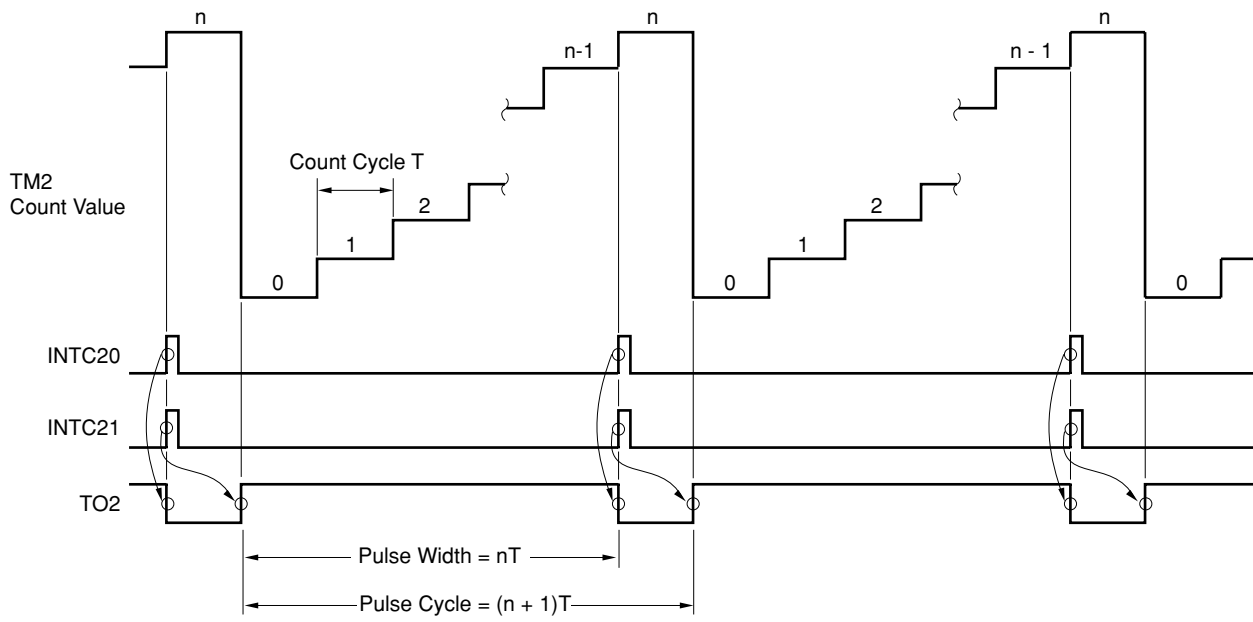 n
n
n
n-1
n - 1
Count Cycle T
TM2
Count Value
2
2
1
1
0
0
0
INTC20
INTC21
TO2
Pulse Width = nT
Pulse Cycle = (n + 1)T